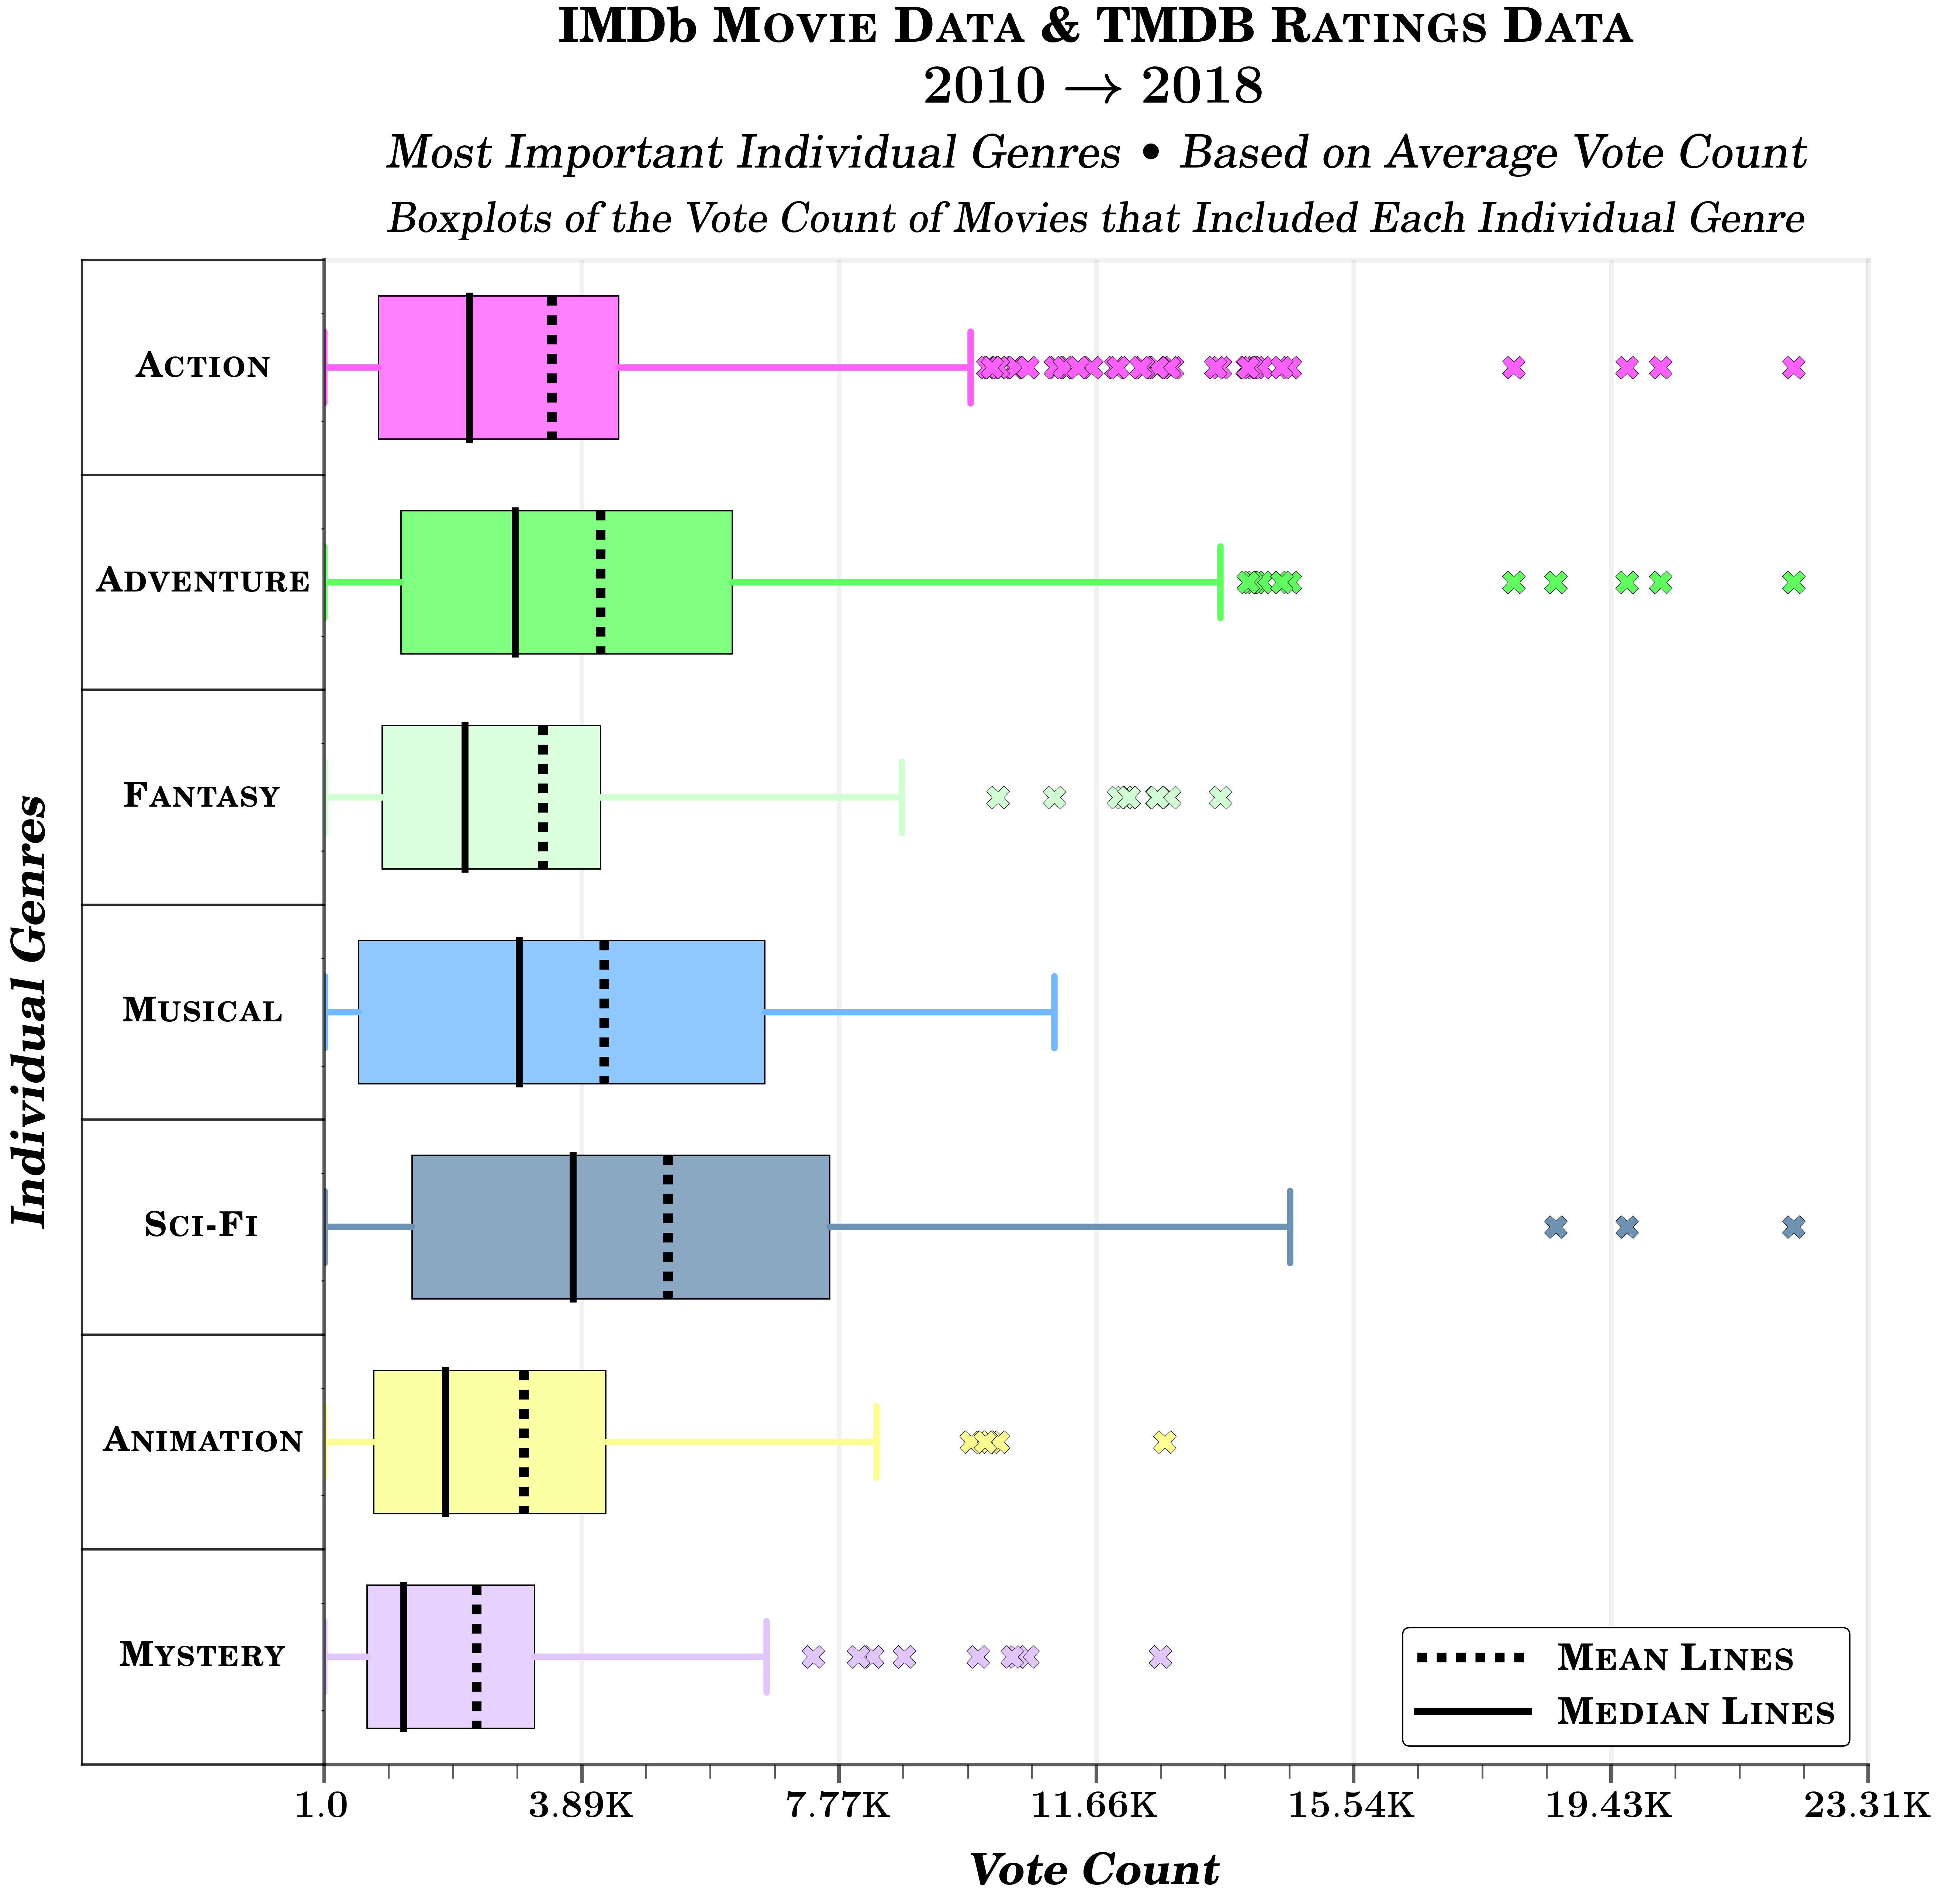 IMDb Movie Data & TMDB Ratings Data
2010 → 2018
Most Important Individual Genres • Based on Average Vote Count
Boxplots of the Vote Count of Movies that Included Each Individual Genre
Individual Genres
Action
Adventure
Fantasy
Musical
Sci-Fi
Animation
Mystery
Mean Lines
Median Lines
1.0 3.89K 7.77K 11.66K 15.54K 19.43K 23.31K
Vote Count